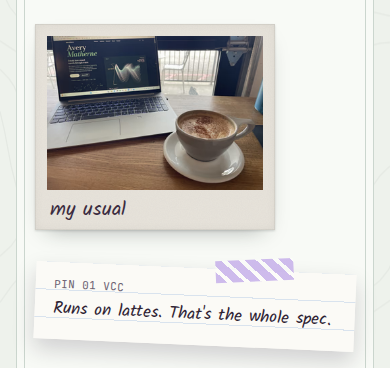 Avery
Matherne
my usual
PIN 01 VCC
Runs on lattes. That's the whole spec.